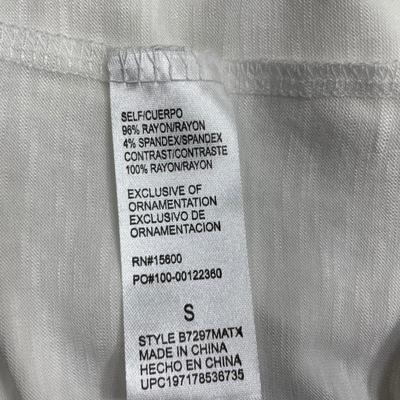 SELF/CUERPO
96% RAYON/RAYON
4% SPANDEX/SPANDEX
CONTRAST/CONTRASTE
100% RAYON/RAYON
EXCLUSIVE OF
ORNAMENTATION
EXCLUSIVO DE
ORNAMENTACION
RN#15600
PO#100-00122360
S
STYLE B7297MATX
MADE IN CHINA
HECHO EN CHINA
UPC197178536735